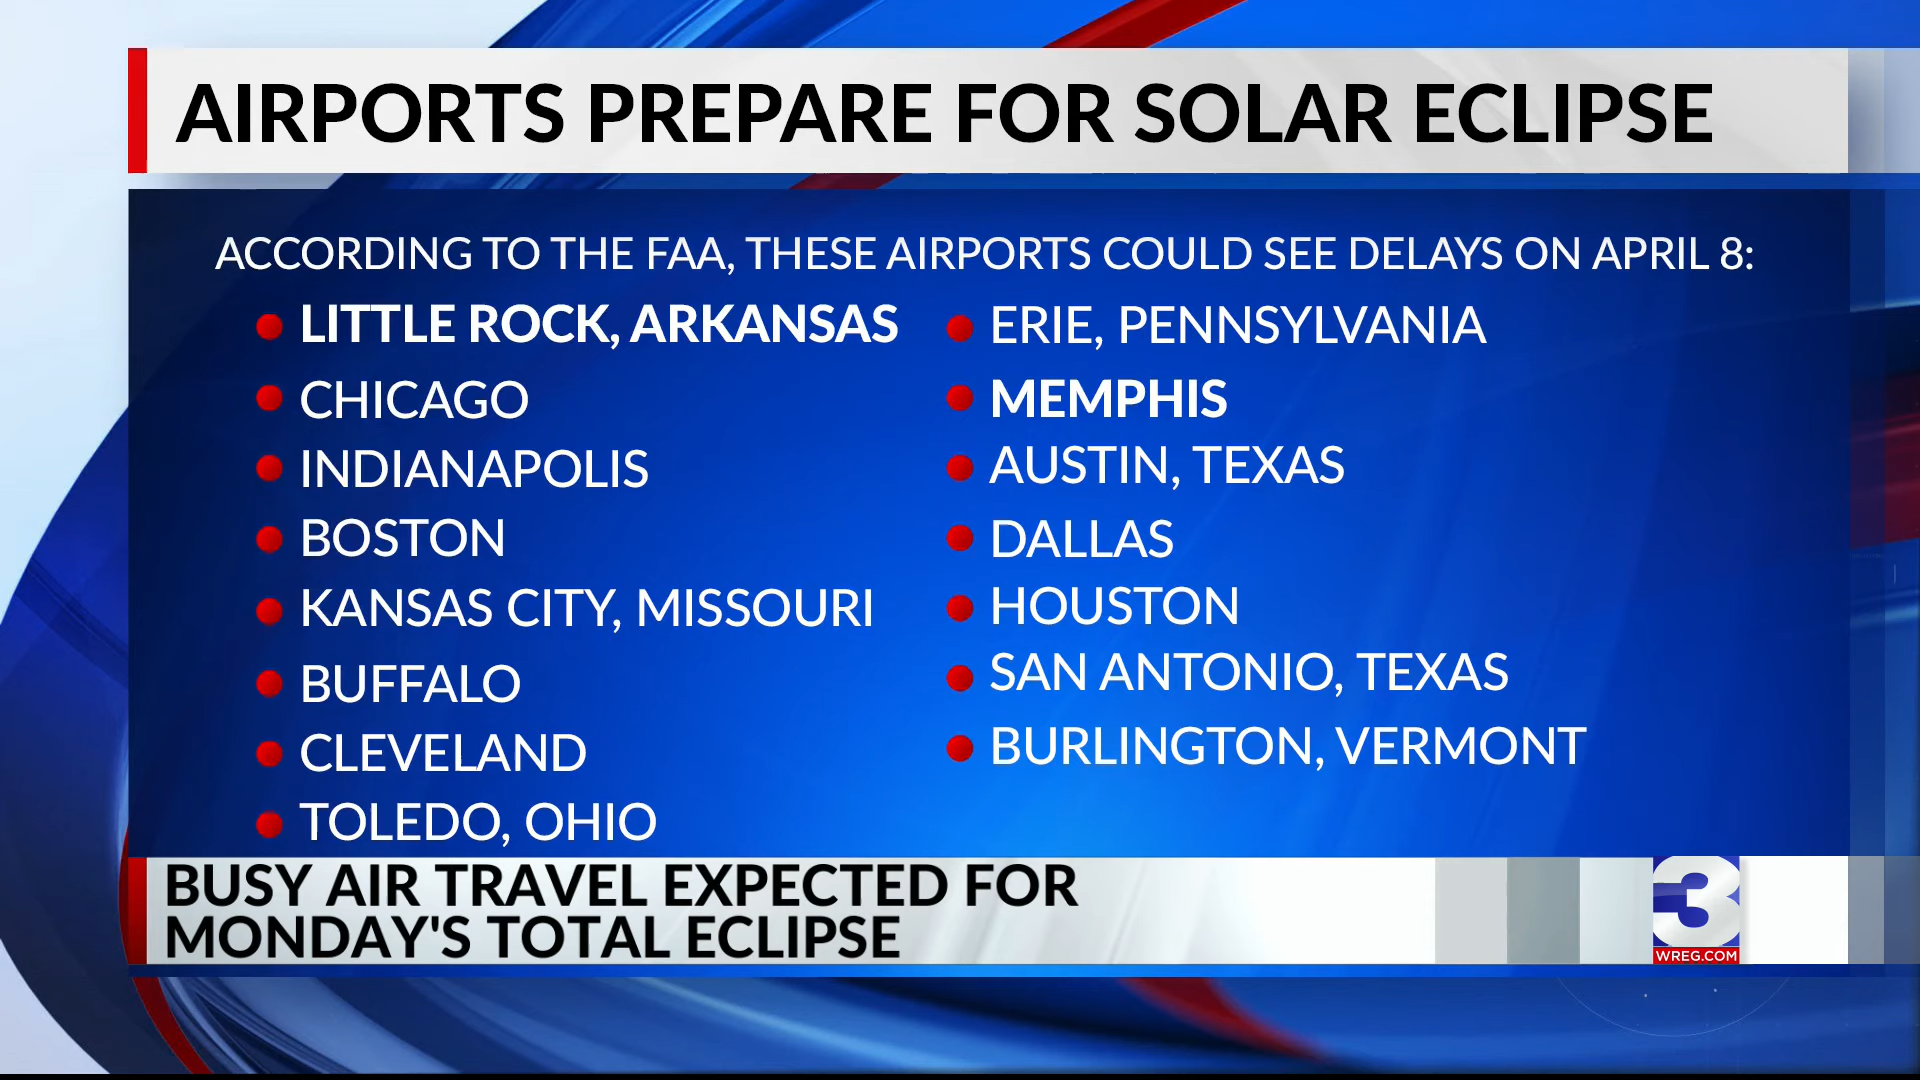 AIRPORTS PREPARE FOR SOLAR ECLIPSE
ACCORDING TO THE FAA, THESE AIRPORTS COULD SEE DELAYS ON APRIL 8:
LITTLE ROCK, ARKANSAS
CHICAGO
INDIANAPOLIS
BOSTON
KANSAS CITY, MISSOURI
BUFFALO
CLEVELAND
TOLEDO, OHIO
ERIE, PENNSYLVANIA
MEMPHIS
AUSTIN, TEXAS
DALLAS
HOUSTON
SAN ANTONIO, TEXAS
BURLINGTON, VERMONT
BUSY AIR TRAVEL EXPECTED FOR
MONDAY'S TOTAL ECLIPSE
3
WREG.COM